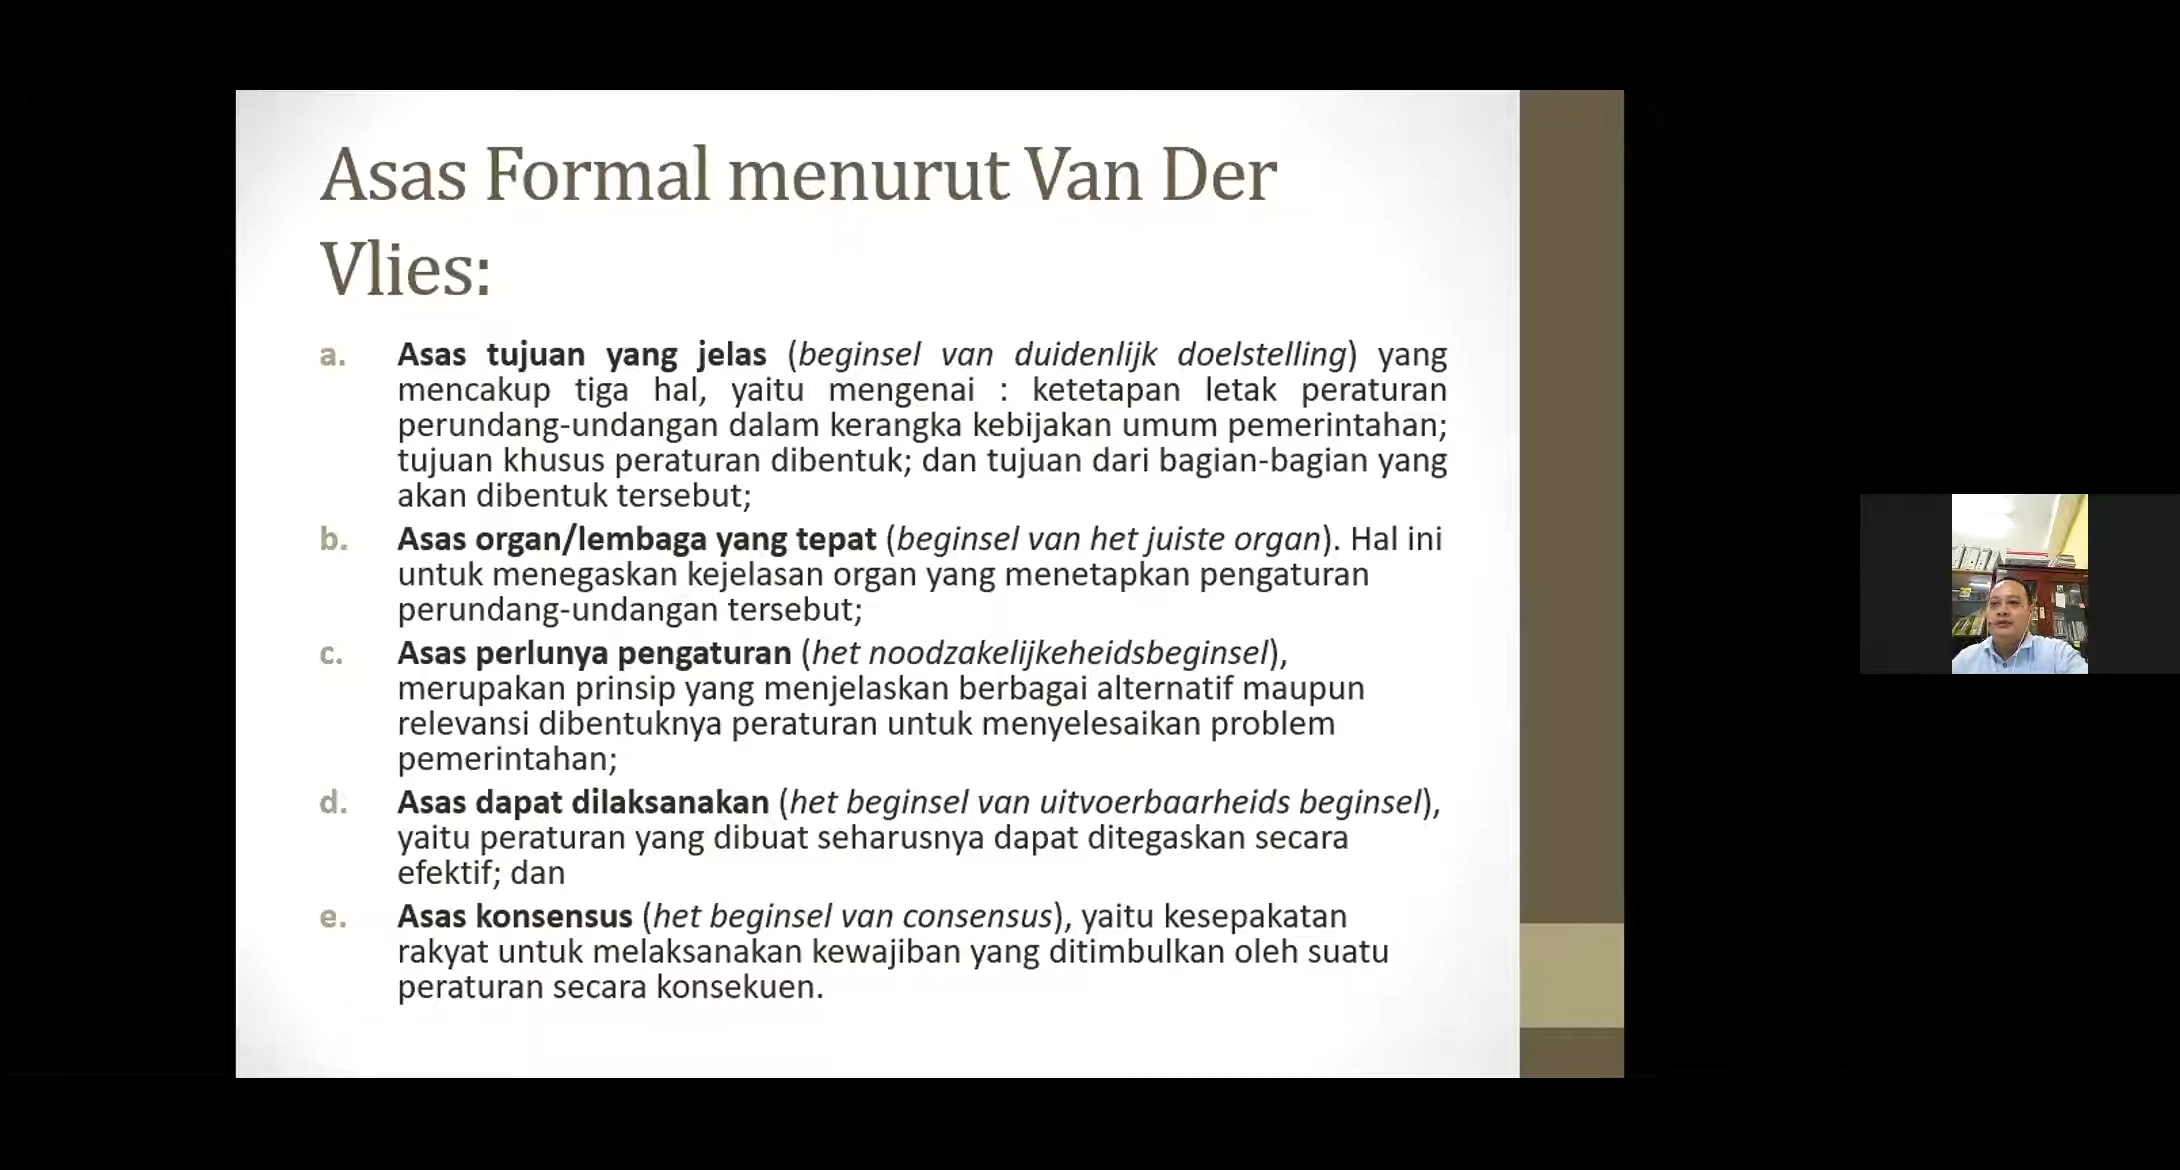 Asas Formal menurut Van Der
Vlies:
a. Asas tujuan yang jelas (beginsel van duidenlijk doelstelling) yang
mencakup tiga hal, yaitu mengenai : ketetapan letak peraturan
perundang-undangan dalam kerangka kebijakan umum pemerintahan;
tujuan khusus peraturan dibentuk; dan tujuan dari bagian-bagian yang
akan dibentuk tersebut;
b. Asas organ/lembaga yang tepat (beginsel van het juiste organ). Hal ini
untuk menegaskan kejelasan organ yang menetapkan pengaturan
perundang-undangan tersebut;
c. Asas perlunya pengaturan (het noodzakelijkeheidsbeginsel),
merupakan prinsip yang menjelaskan berbagai alternatif maupun
relevansi dibentuknya peraturan untuk menyelesaikan problem
pemerintahan;
d. Asas dapat dilaksanakan (het beginsel van uitvoerbaarheids beginsel),
yaitu peraturan yang dibuat seharusnya dapat ditegaskan secara
efektif; dan
e. Asas konsensus (het beginsel van consensus), yaitu kesepakatan
rakyat untuk melaksanakan kewajiban yang ditimbulkan oleh suatu
peraturan secara konsekuen.